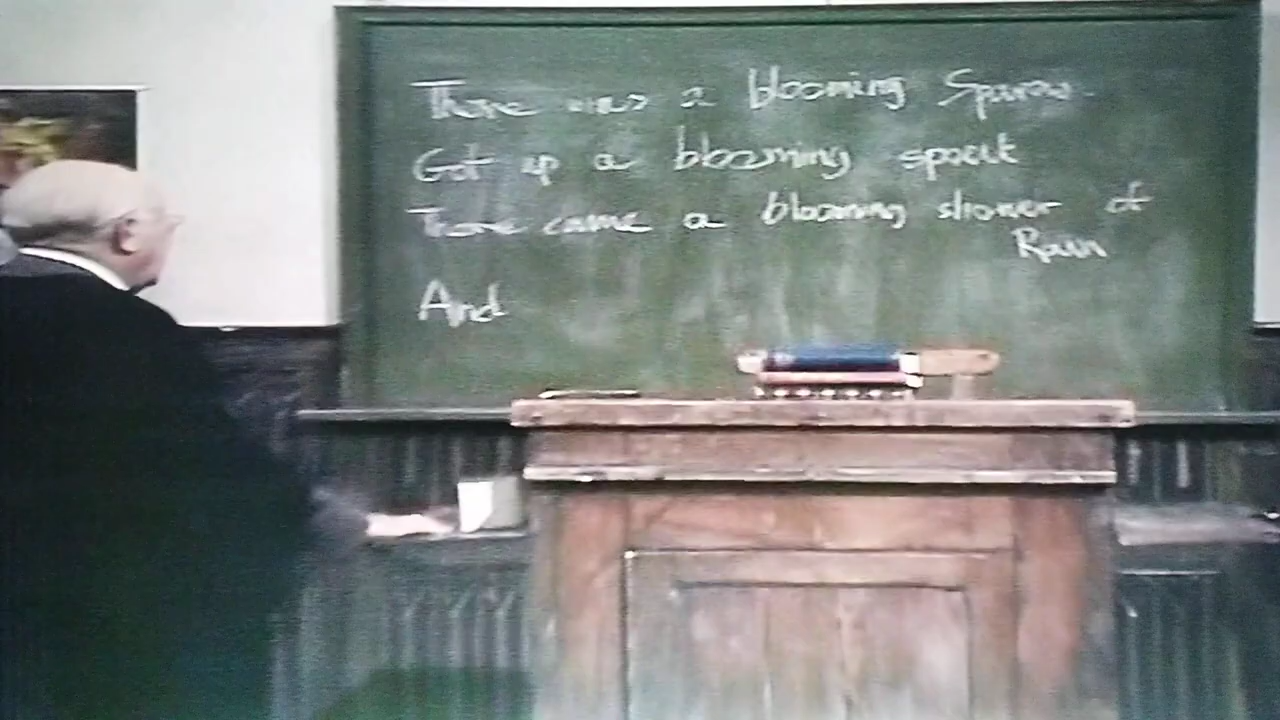 There was a blooming Sparrow
Got up a blooming spout
There came a blooming shower of
Rain
And